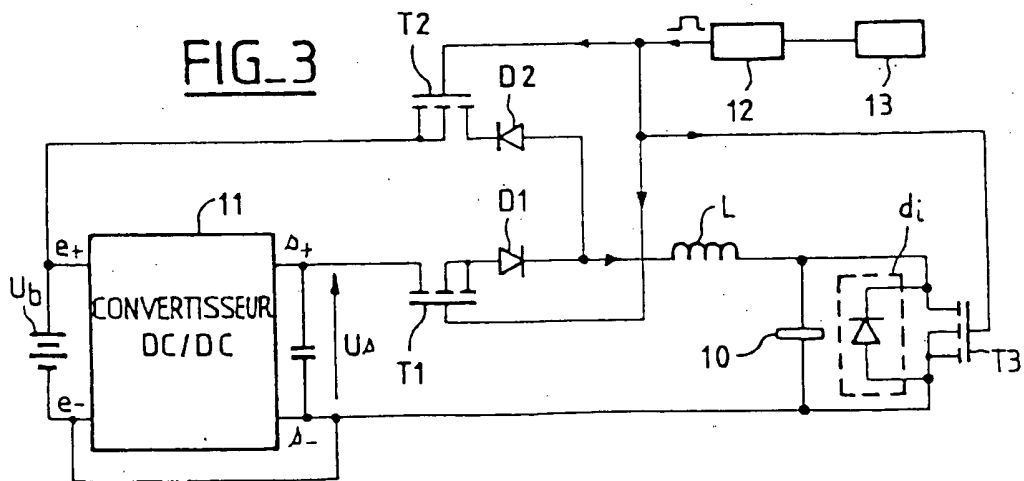 FIG_3
T2
D2
12
13
11
D1
L
di
e+
s+
Ub
CONVERTISSEUR
DC/DC
Us
T1
10
T3
e-
s-